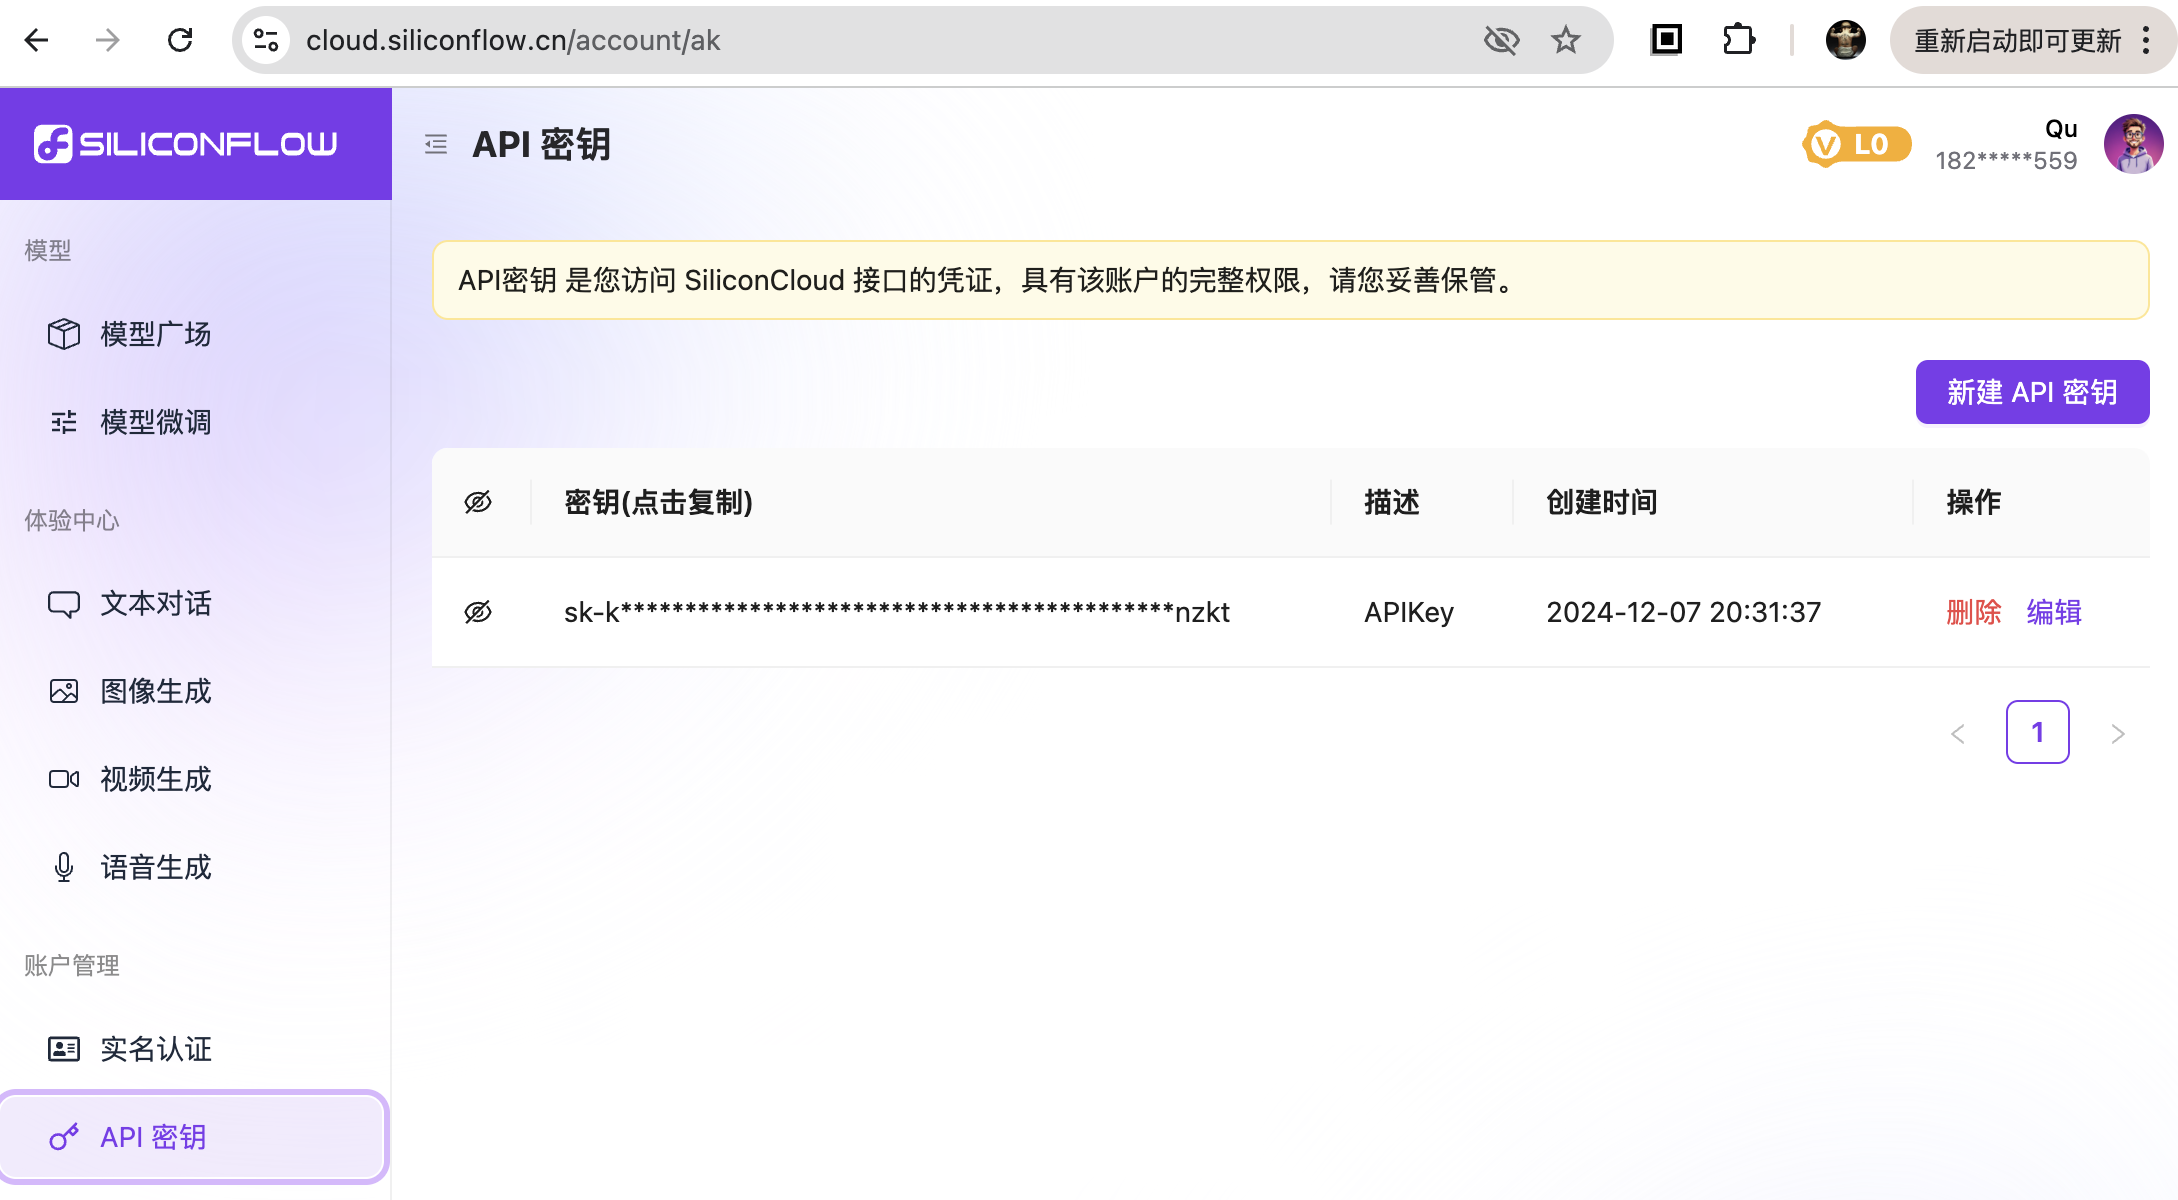 cloud.siliconflow.cn/account/ak
重新启动即可更新
SILICONFLOW
API 密钥
L0
Qu
182*****559
模型
模型广场
模型微调
体验中心
文本对话
图像生成
视频生成
语音生成
账户管理
实名认证
API 密钥
API密钥 是您访问 SiliconCloud 接口的凭证，具有该账户的完整权限，请您妥善保管。
新建 API 密钥
密钥(点击复制) 描述 创建时间 操作
sk-k*******************************************nzkt APIKey 2024-12-07 20:31:37 删除 编辑
1